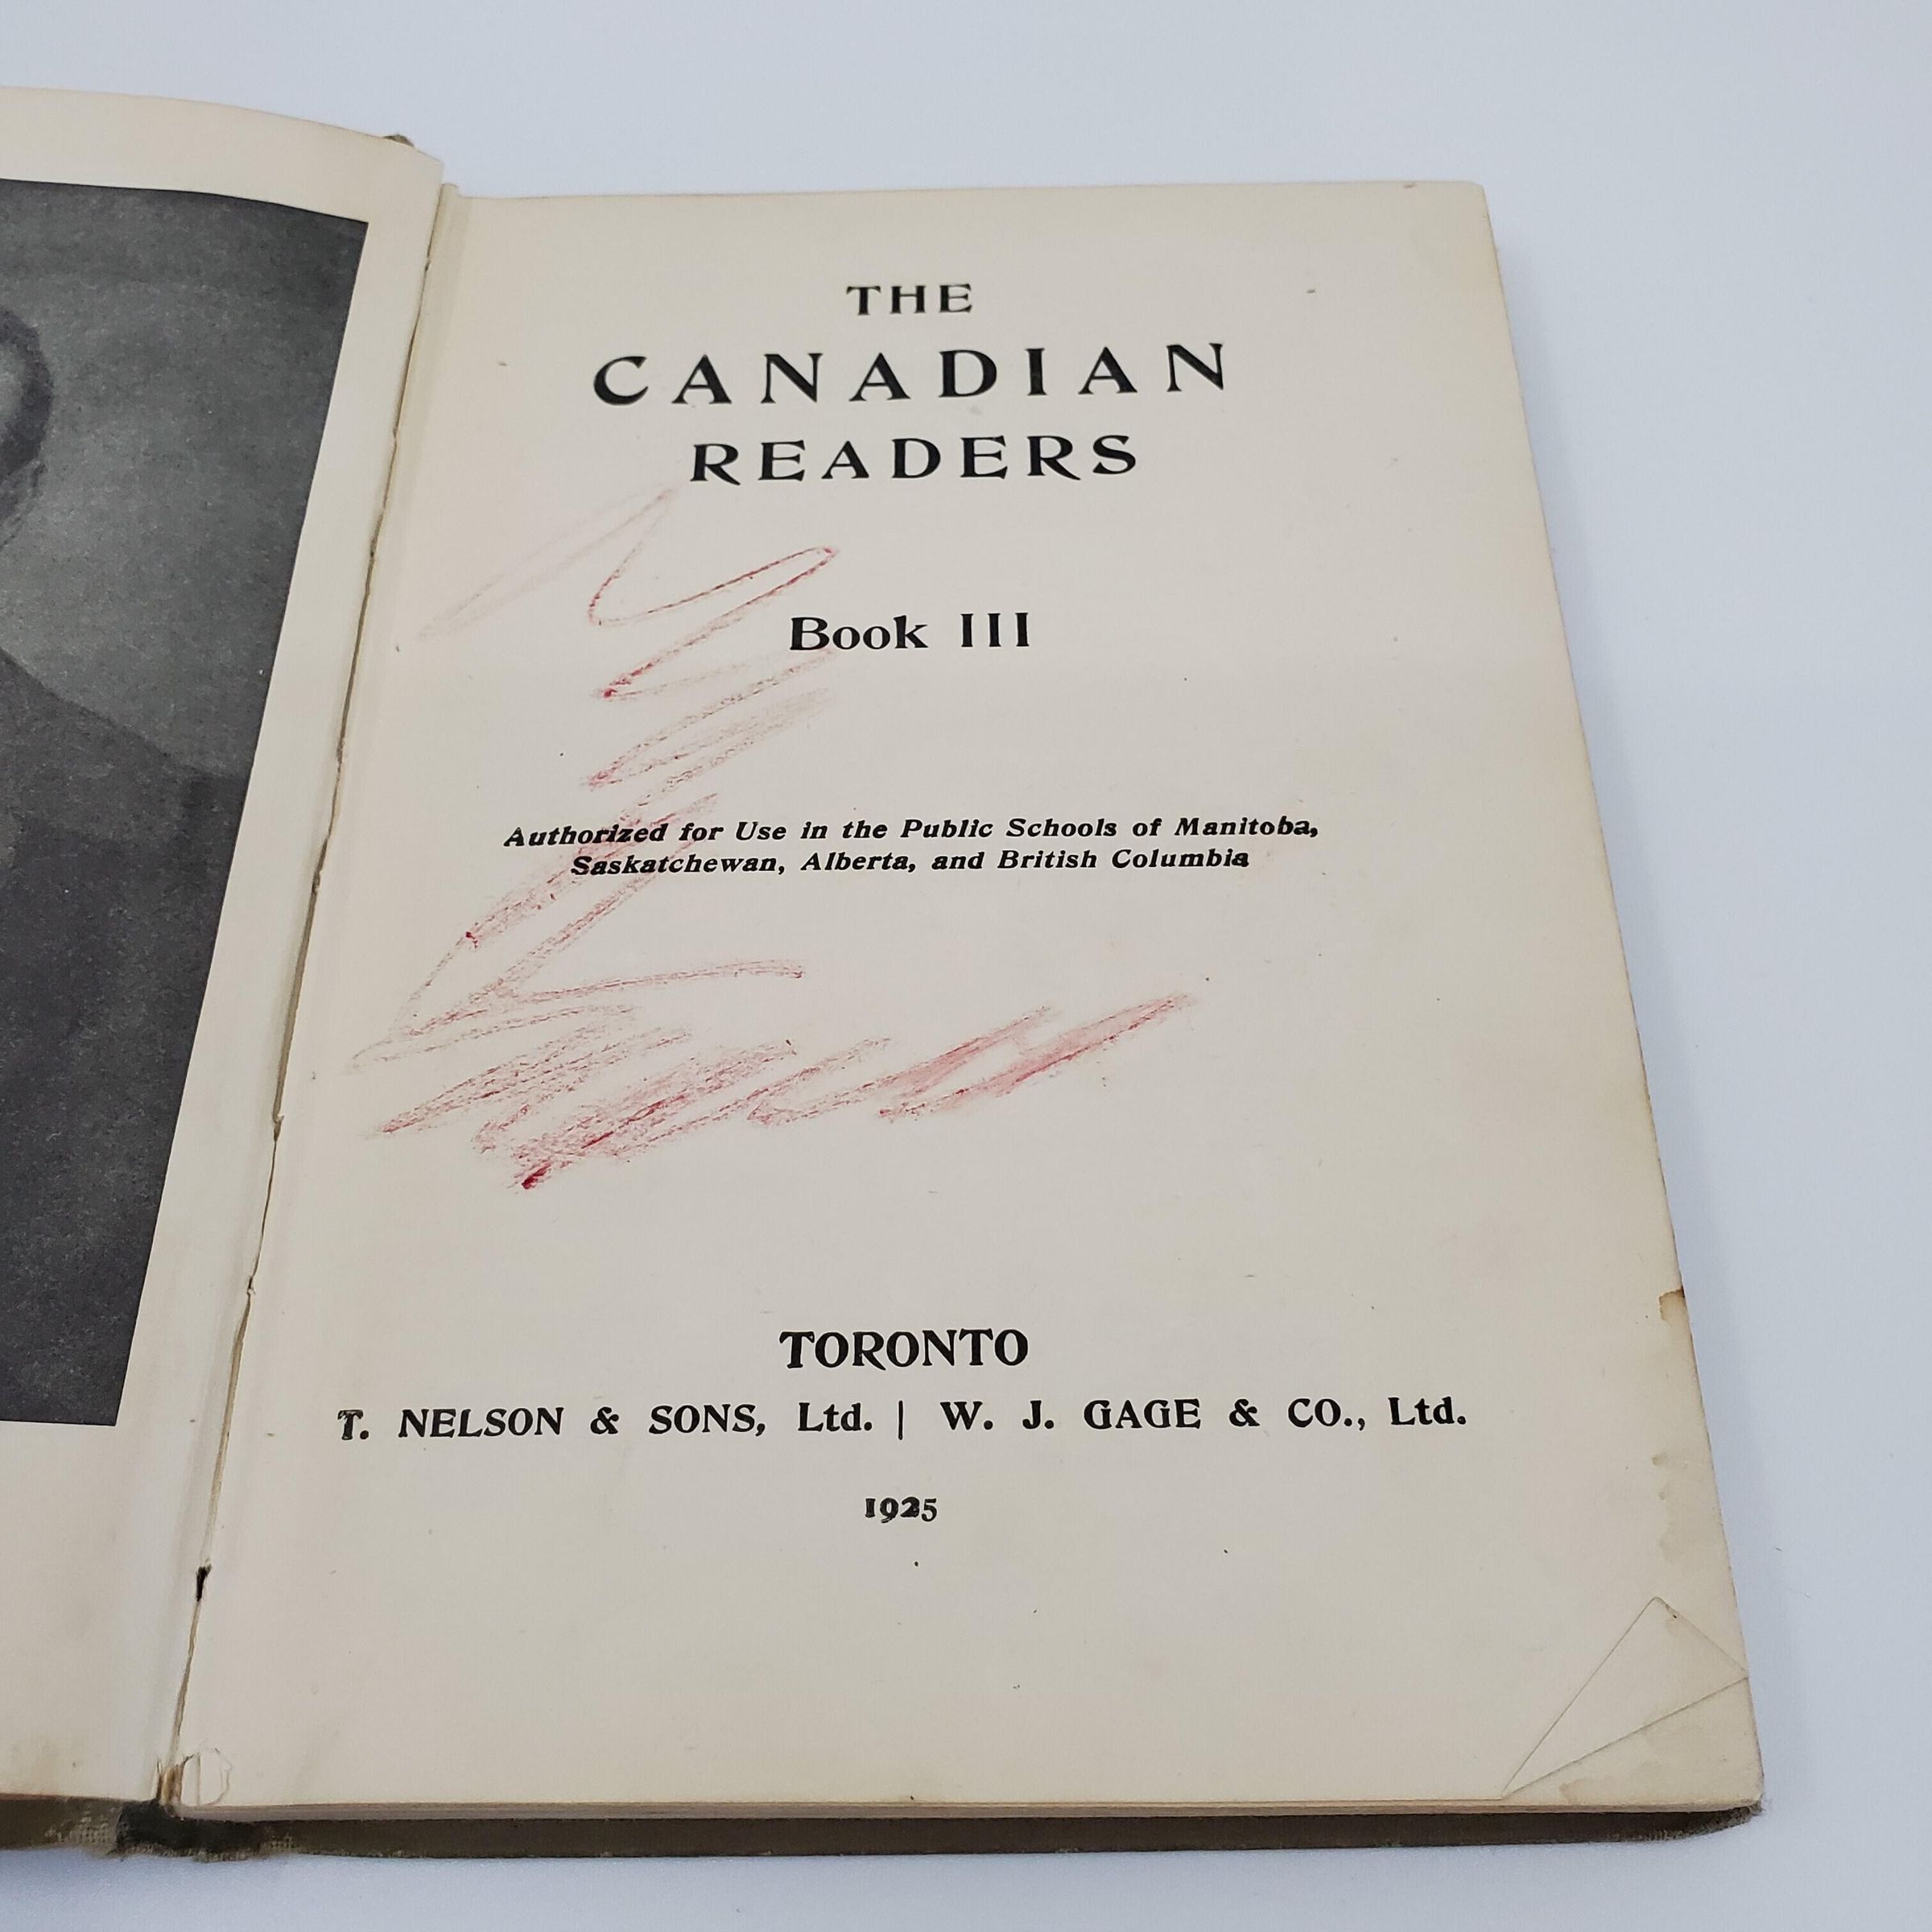 THE
CANADIAN
READERS
Book III
Authorized for Use in the Public Schools of Manitoba,
Saskatchewan, Alberta, and British Columbia
TORONTO
T. NELSON & SONS, Ltd. | W. J. GAGE & CO., Ltd.
1925